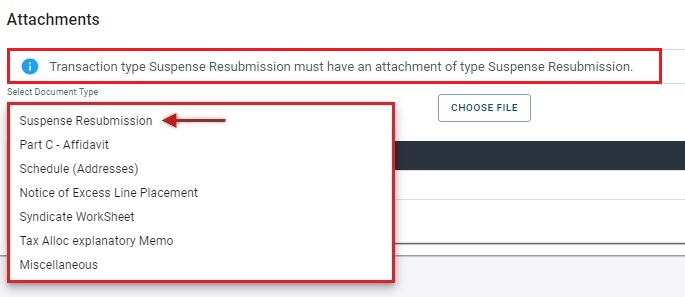 Attachments
Transaction type Suspense Resubmission must have an attachment of type Suspense Resubmission.
Select Document Type
CHOOSE FILE
Suspense Resubmission
Part C - Affidavit
Schedule (Addresses)
Notice of Excess Line Placement
Syndicate WorkSheet
Tax Alloc explanatory Memo
Miscellaneous